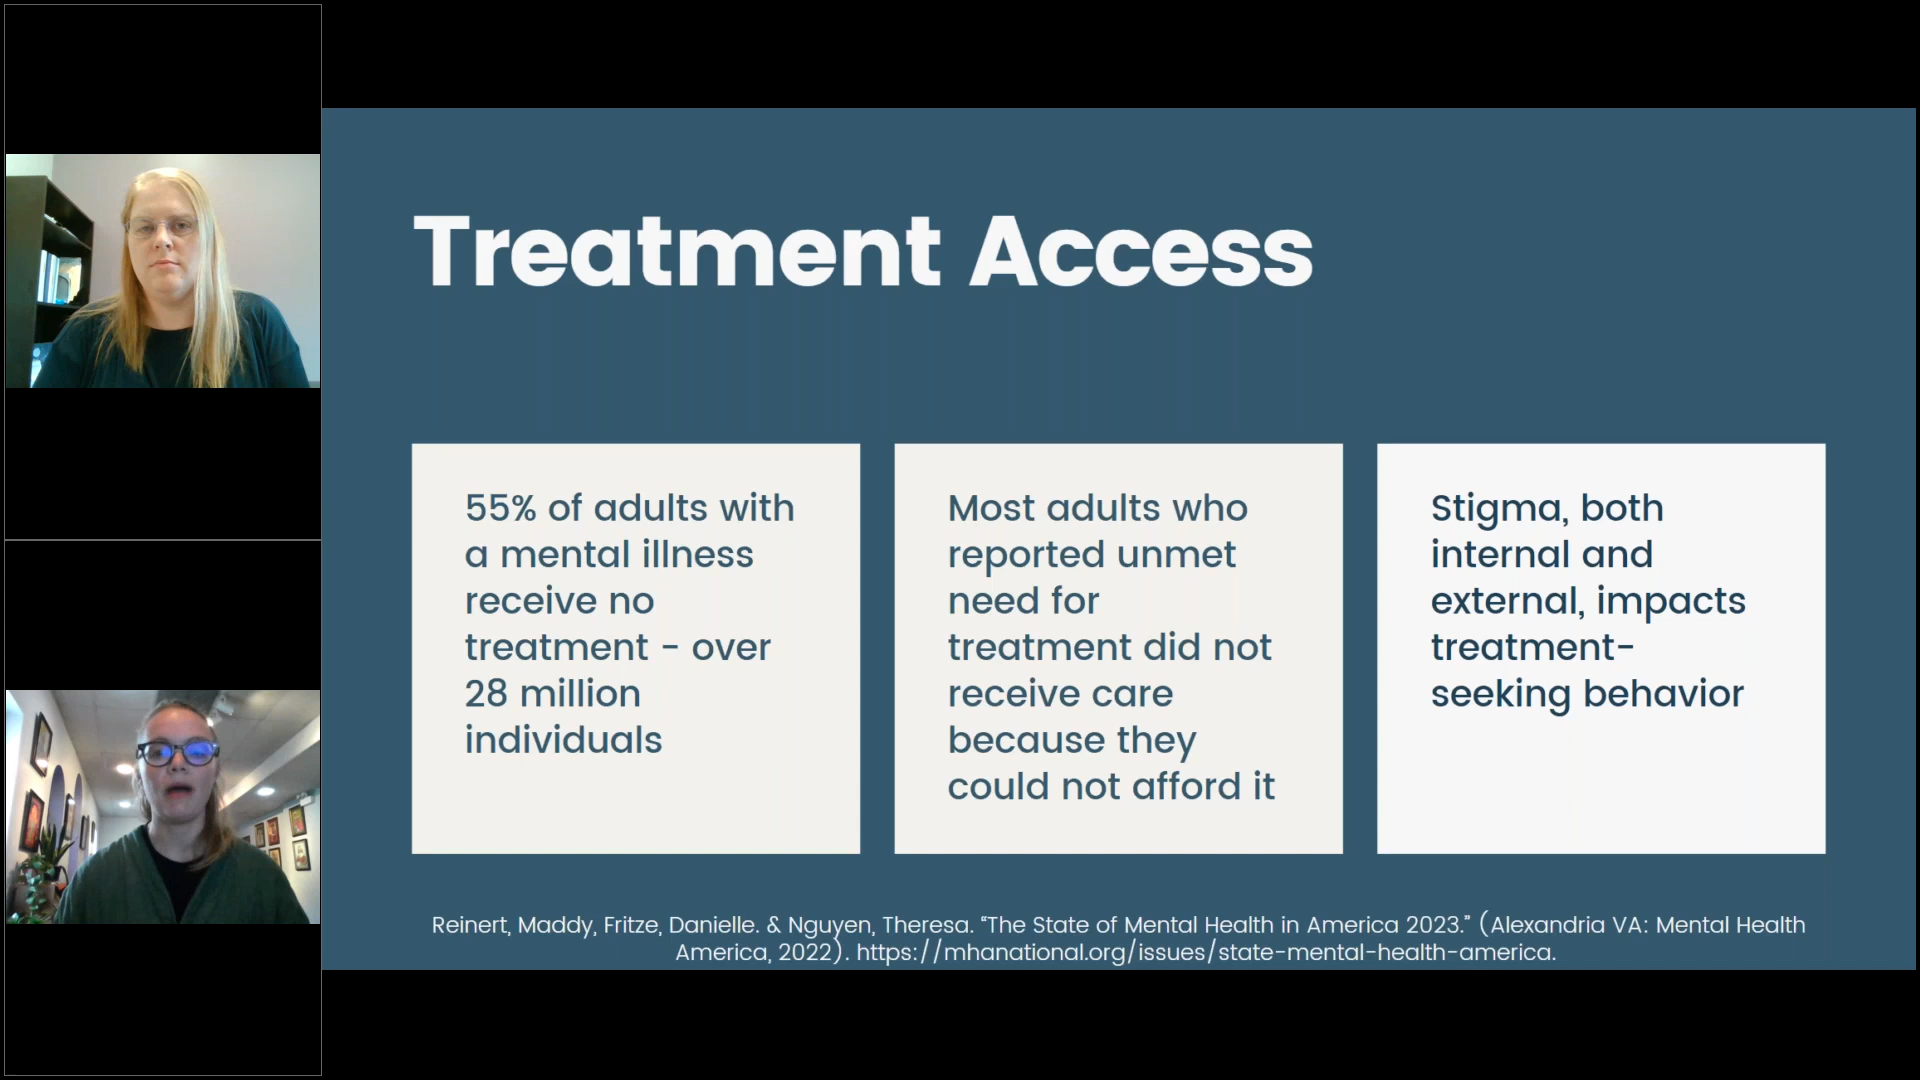 Treatment Access
55% of adults with
a mental illness
receive no
treatment - over
28 million
individuals
Most adults who
reported unmet
need for
treatment did not
receive care
because they
could not afford it
Stigma, both
internal and
external, impacts
treatment-
seeking behavior
Reinert, Maddy, Fritze, Danielle. & Nguyen, Theresa. “The State of Mental Health in America 2023.” (Alexandria VA: Mental Health
America, 2022). https://mhanational.org/issues/state-mental-health-america.